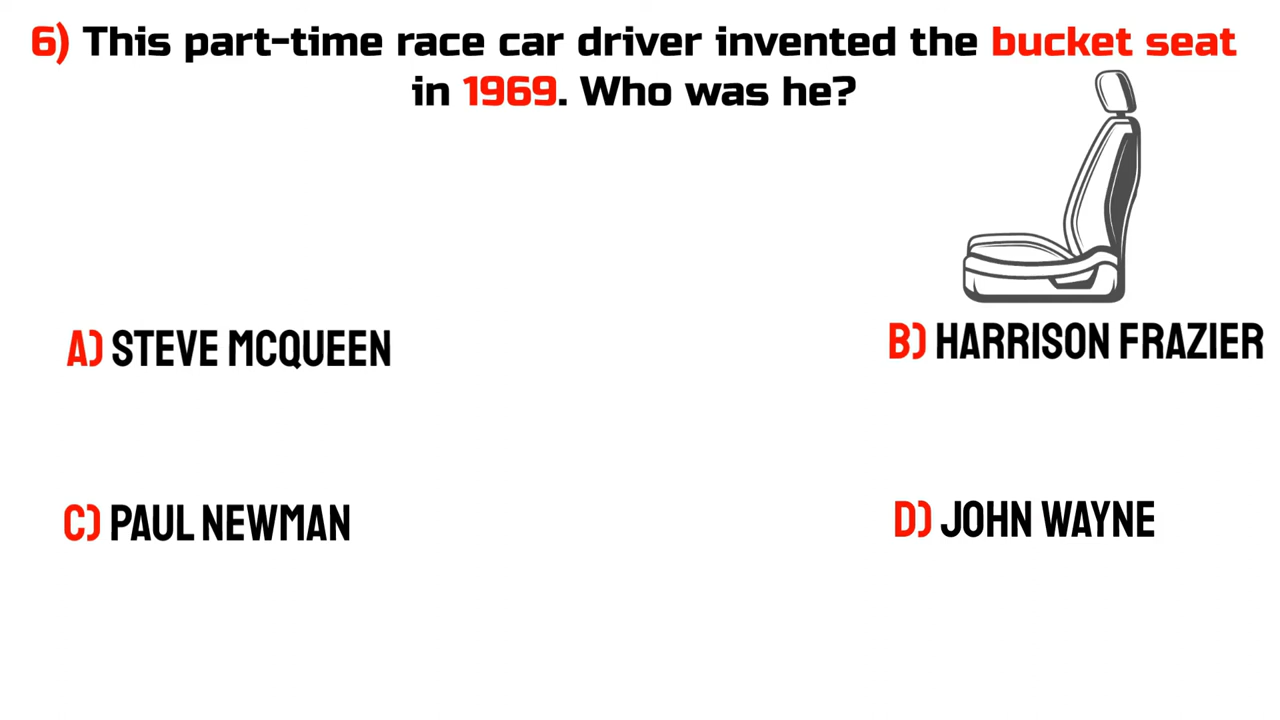 6) This part-time race car driver invented the bucket seat
in 1969. Who was he?
A) STEVE MCQUEEN
B) HARRISON FRAZIER
C) PAUL NEWMAN
D) JOHN WAYNE